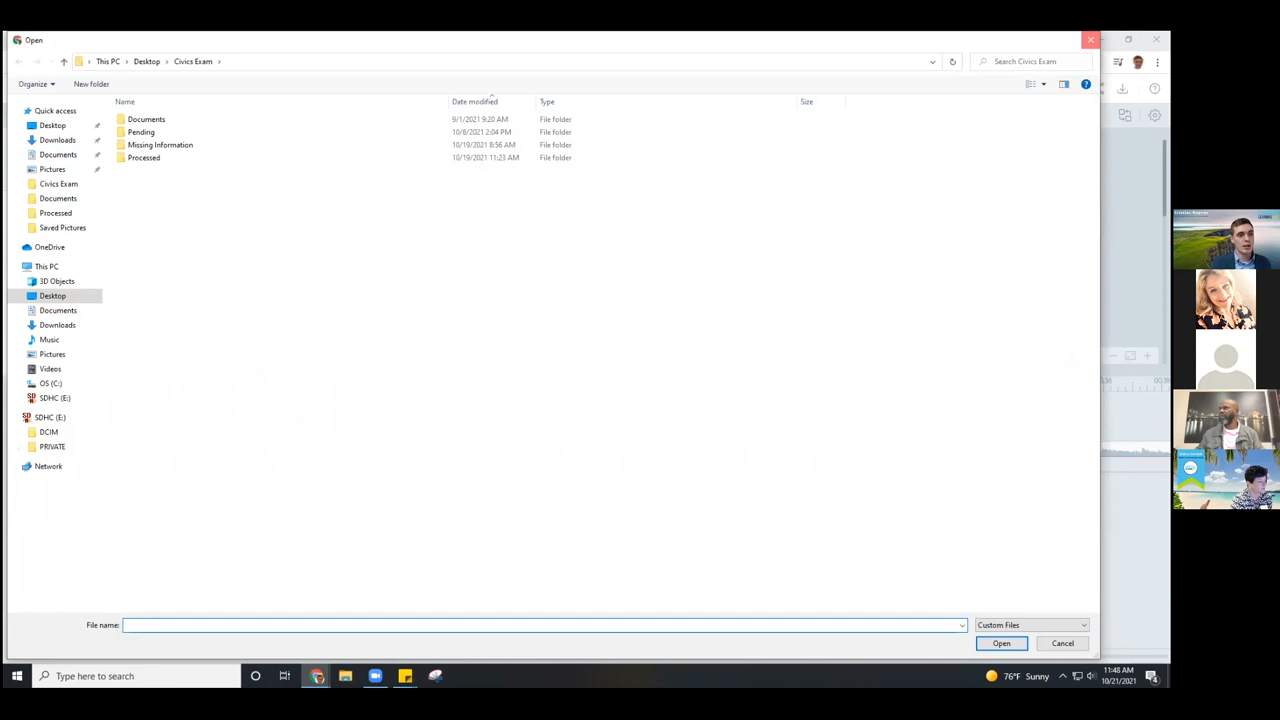 Open
This PC > Desktop > Civics Exam >
Search Civics Exam
Organize
New folder
Name Date modified Type Size
Documents 9/1/2021 9:20 AM File folder
Pending 10/6/2021 2:04 PM File folder
Missing Information 10/19/2021 8:56 AM File folder
Processed 10/19/2021 11:23 AM File folder
Quick access
Desktop
Downloads
Documents
Pictures
Civics Exam
Documents
Processed
Saved Pictures
OneDrive
This PC
3D Objects
Desktop
Documents
Downloads
Music
Pictures
Videos
OS (C:)
SDHC (E:)
SDHC (E:)
DCIM
PRIVATE
Network
File name:
Custom Files
Open
Cancel
Type here to search
76°F Sunny
11:48 AM
10/21/2021
4